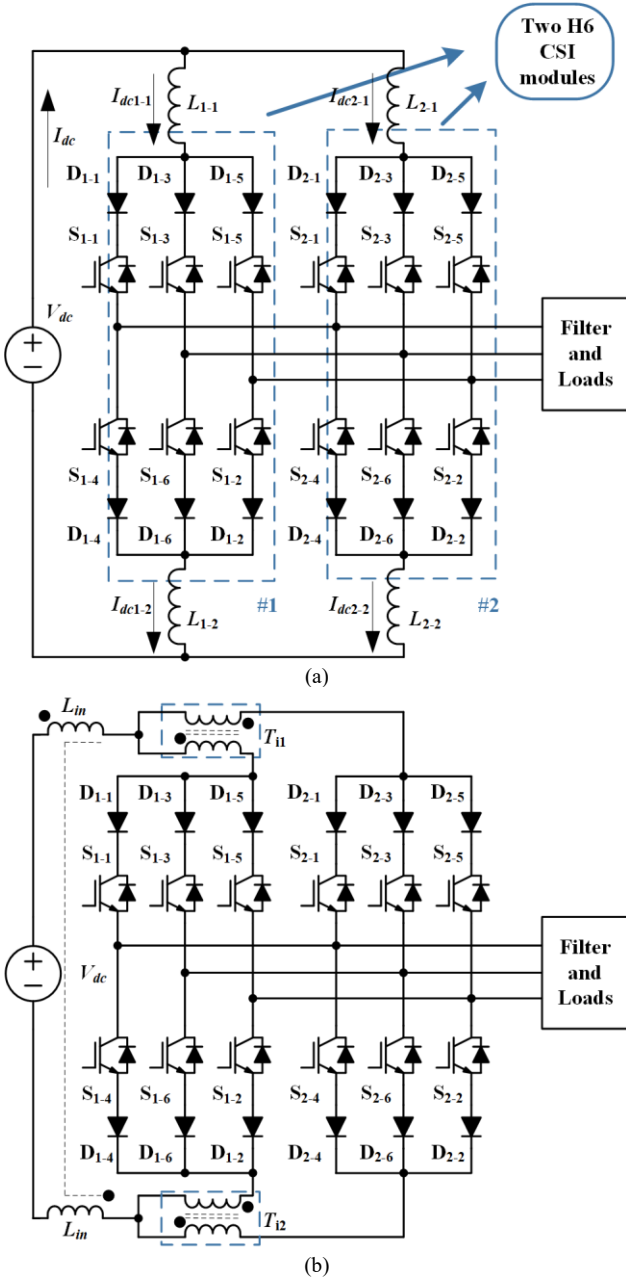 Two H6
CSI
modules
I_dc1-1 L_1-1 I_dc2-1 L_2-1
I_dc
D_1-1 D_1-3 D_1-5 D_2-1 D_2-3 D_2-5
S_1-1 S_1-3 S_1-5 S_2-1 S_2-3 S_2-5
V_dc
+
−
Filter
and
Loads
S_1-4 S_1-6 S_1-2 S_2-4 S_2-6 S_2-2
D_1-4 D_1-6 D_1-2 D_2-4 D_2-6 D_2-2
I_dc1-2 L_1-2 #1 I_dc2-2 L_2-2 #2
(a)
L_in
T_i1
D_1-1 D_1-3 D_1-5 D_2-1 D_2-3 D_2-5
S_1-1 S_1-3 S_1-5 S_2-1 S_2-3 S_2-5
+
−
V_dc
Filter
and
Loads
S_1-4 S_1-6 S_1-2 S_2-4 S_2-6 S_2-2
D_1-4 D_1-6 D_1-2 D_2-4 D_2-6 D_2-2
L_in
T_i2
(b)